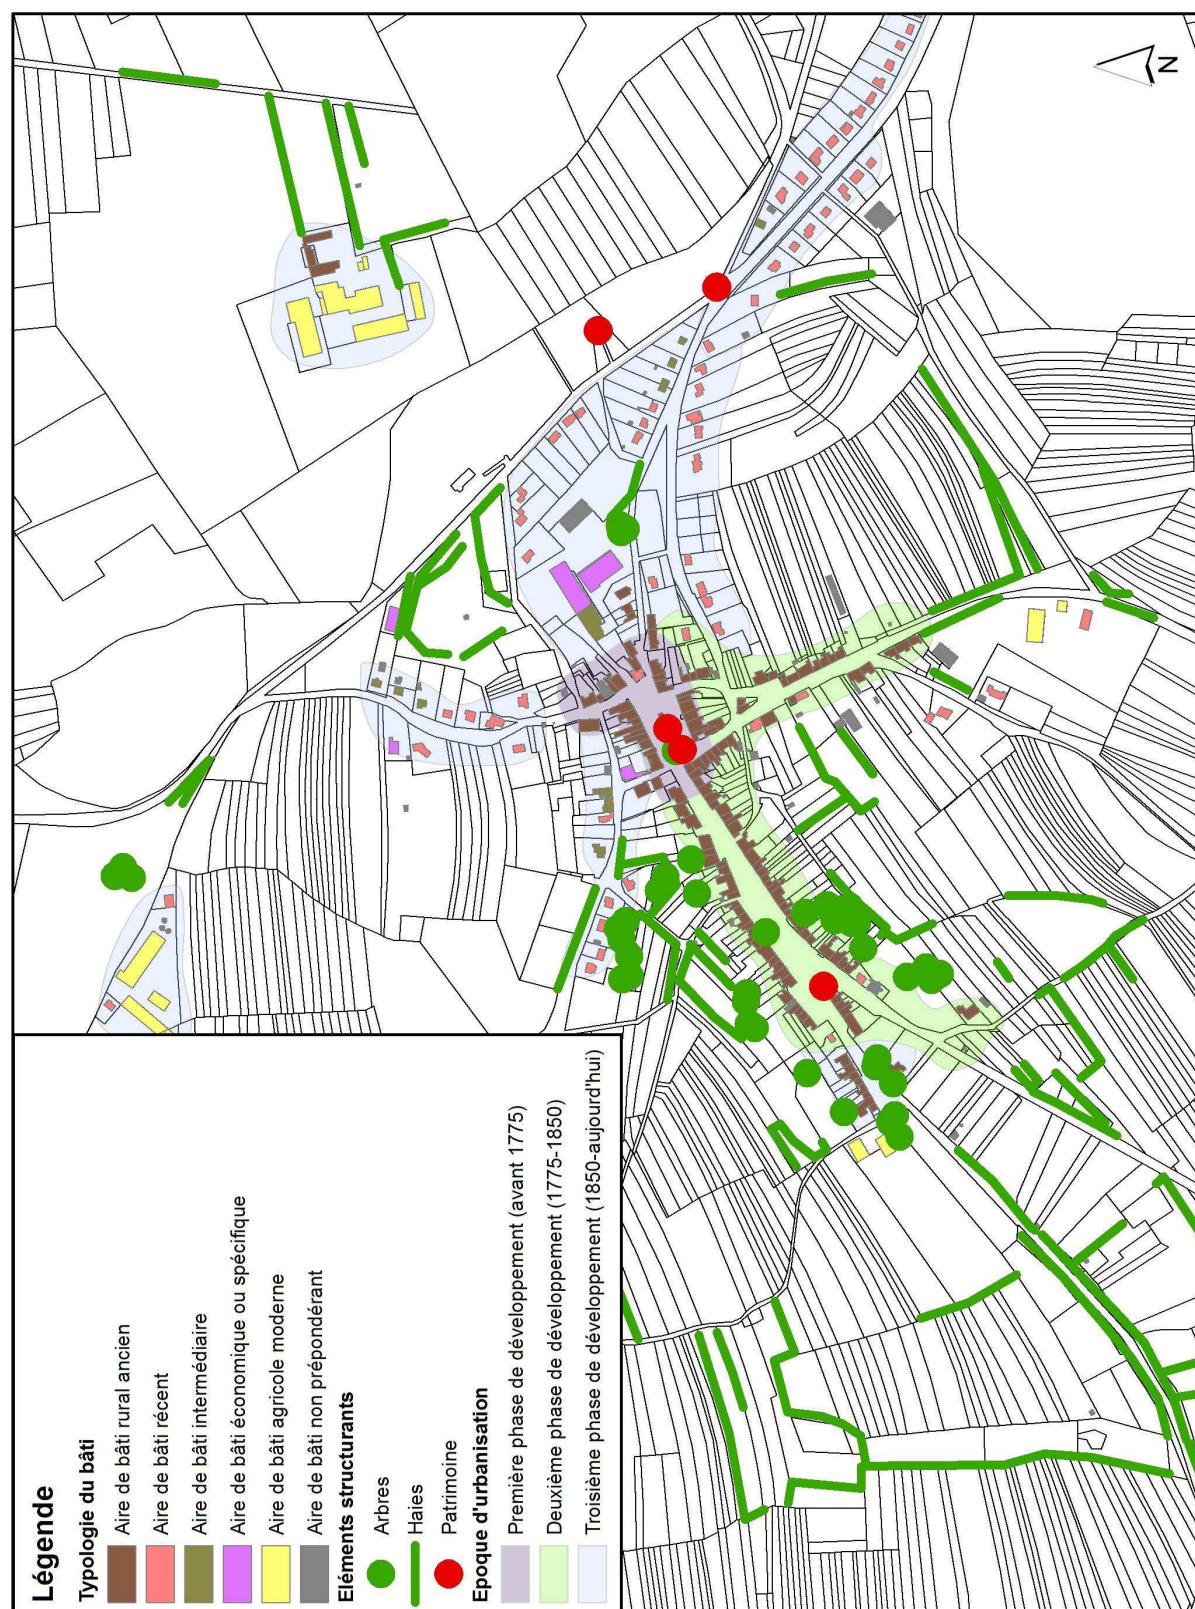 Légende
Typologie du bâti
Aire de bâti rural ancien
Aire de bâti récent
Aire de bâti intermédiaire
Aire de bâti économique ou spécifique
Aire de bâti agricole moderne
Aire de bâti non prépondérant
Eléments structurants
Arbres
Haies
Patrimoine
Epoque d'urbanisation
Première phase de développement (avant 1775)
Deuxième phase de développement (1775-1850)
Troisième phase de développement (1850-aujourd'hui)
N